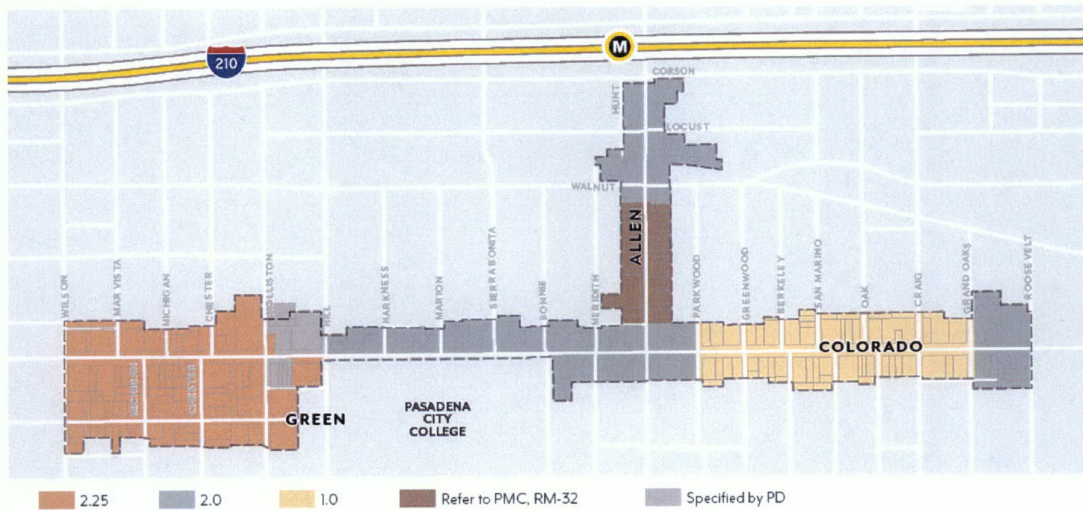 210
M
CORSON
HUNT
LOCUST
WALNUT
ALLEN
WILSON
MAR VISTA
MICHIGAN
CHESTER
HOLLISTON
HILL
HARKNESS
MARION
SIERRA BONITA
BONNIE
MERIDITH
PARKWOOD
GREENWOOD
BERKELEY
SAN MARINO
OAK
CRAIG
GRAND OAKS
ROOSEVELT
COLORADO
MICHIGAN
CHESTER
GREEN
PASADENA
CITY
COLLEGE
2.25
2.0
1.0
Refer to PMC, RM-32
Specified by PD